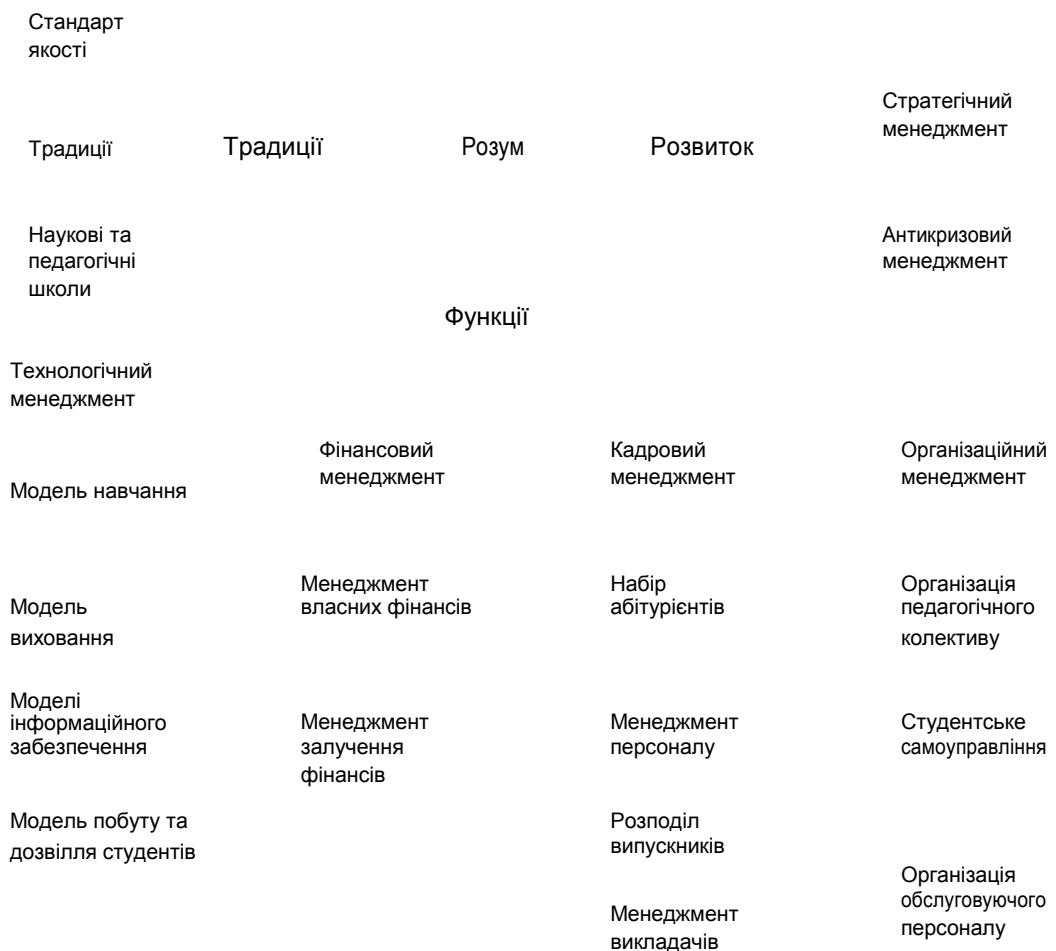 Стандарт
якості
Стратегічний
менеджмент
Традиції
Традиції
Розум
Розвиток
Наукові та
педагогічні
школи
Антикризовий
менеджмент
Функції
Технологічний
менеджмент
Модель навчання
Фінансовий
менеджмент
Кадровий
менеджмент
Організаційний
менеджмент
Модель
виховання
Менеджмент
власних фінансів
Набір
абітурієнтів
Організація
педагогічного
колективу
Моделі
інформаційного
забезпечення
Менеджмент
залучення
фінансів
Менеджмент
персоналу
Студентське
самоуправління
Модель побуту та
дозвілля студентів
Розподіл
випускників
Менеджмент
викладачів
Організація
обслуговуючого
персоналу